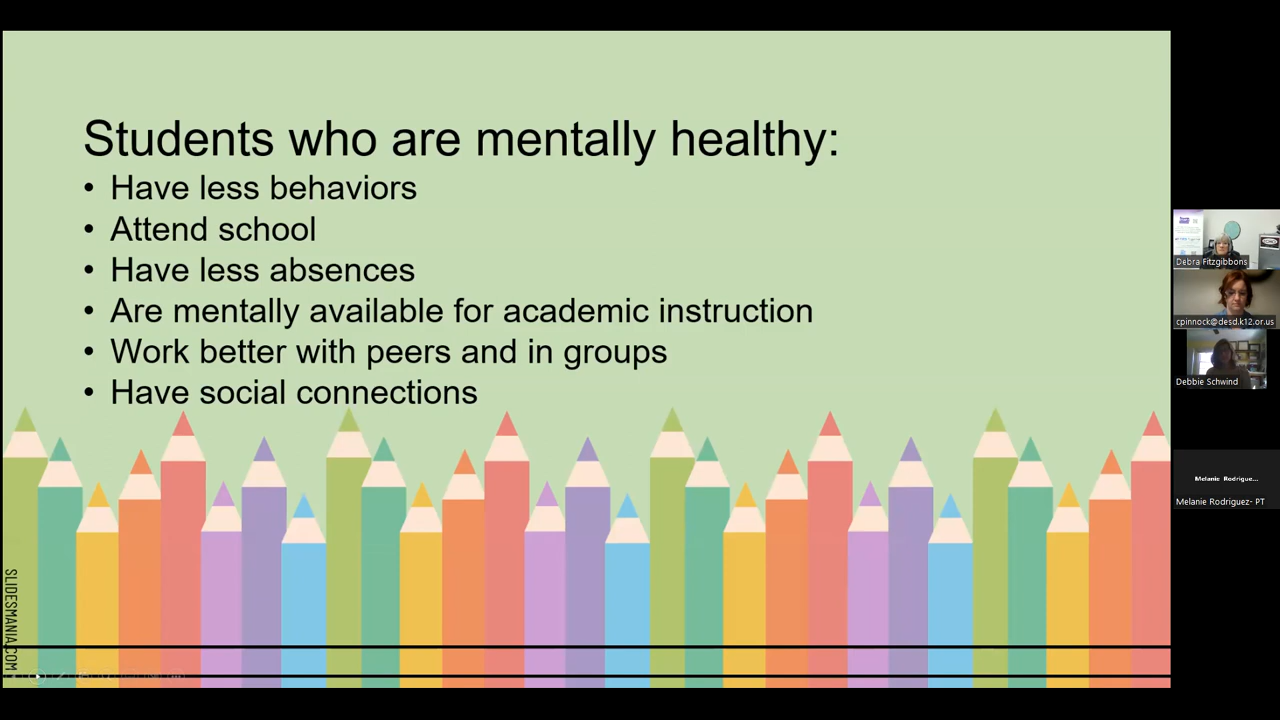 Students who are mentally healthy:
• Have less behaviors
• Attend school
• Have less absences
• Are mentally available for academic instruction
• Work better with peers and in groups
• Have social connections
SLIDESMANIA.COM
Debra Fitzgibbons
cpinnock@desd.k12.or.us
Debbie Schwind
Melanie Rodrigue...
Melanie Rodriguez- PT